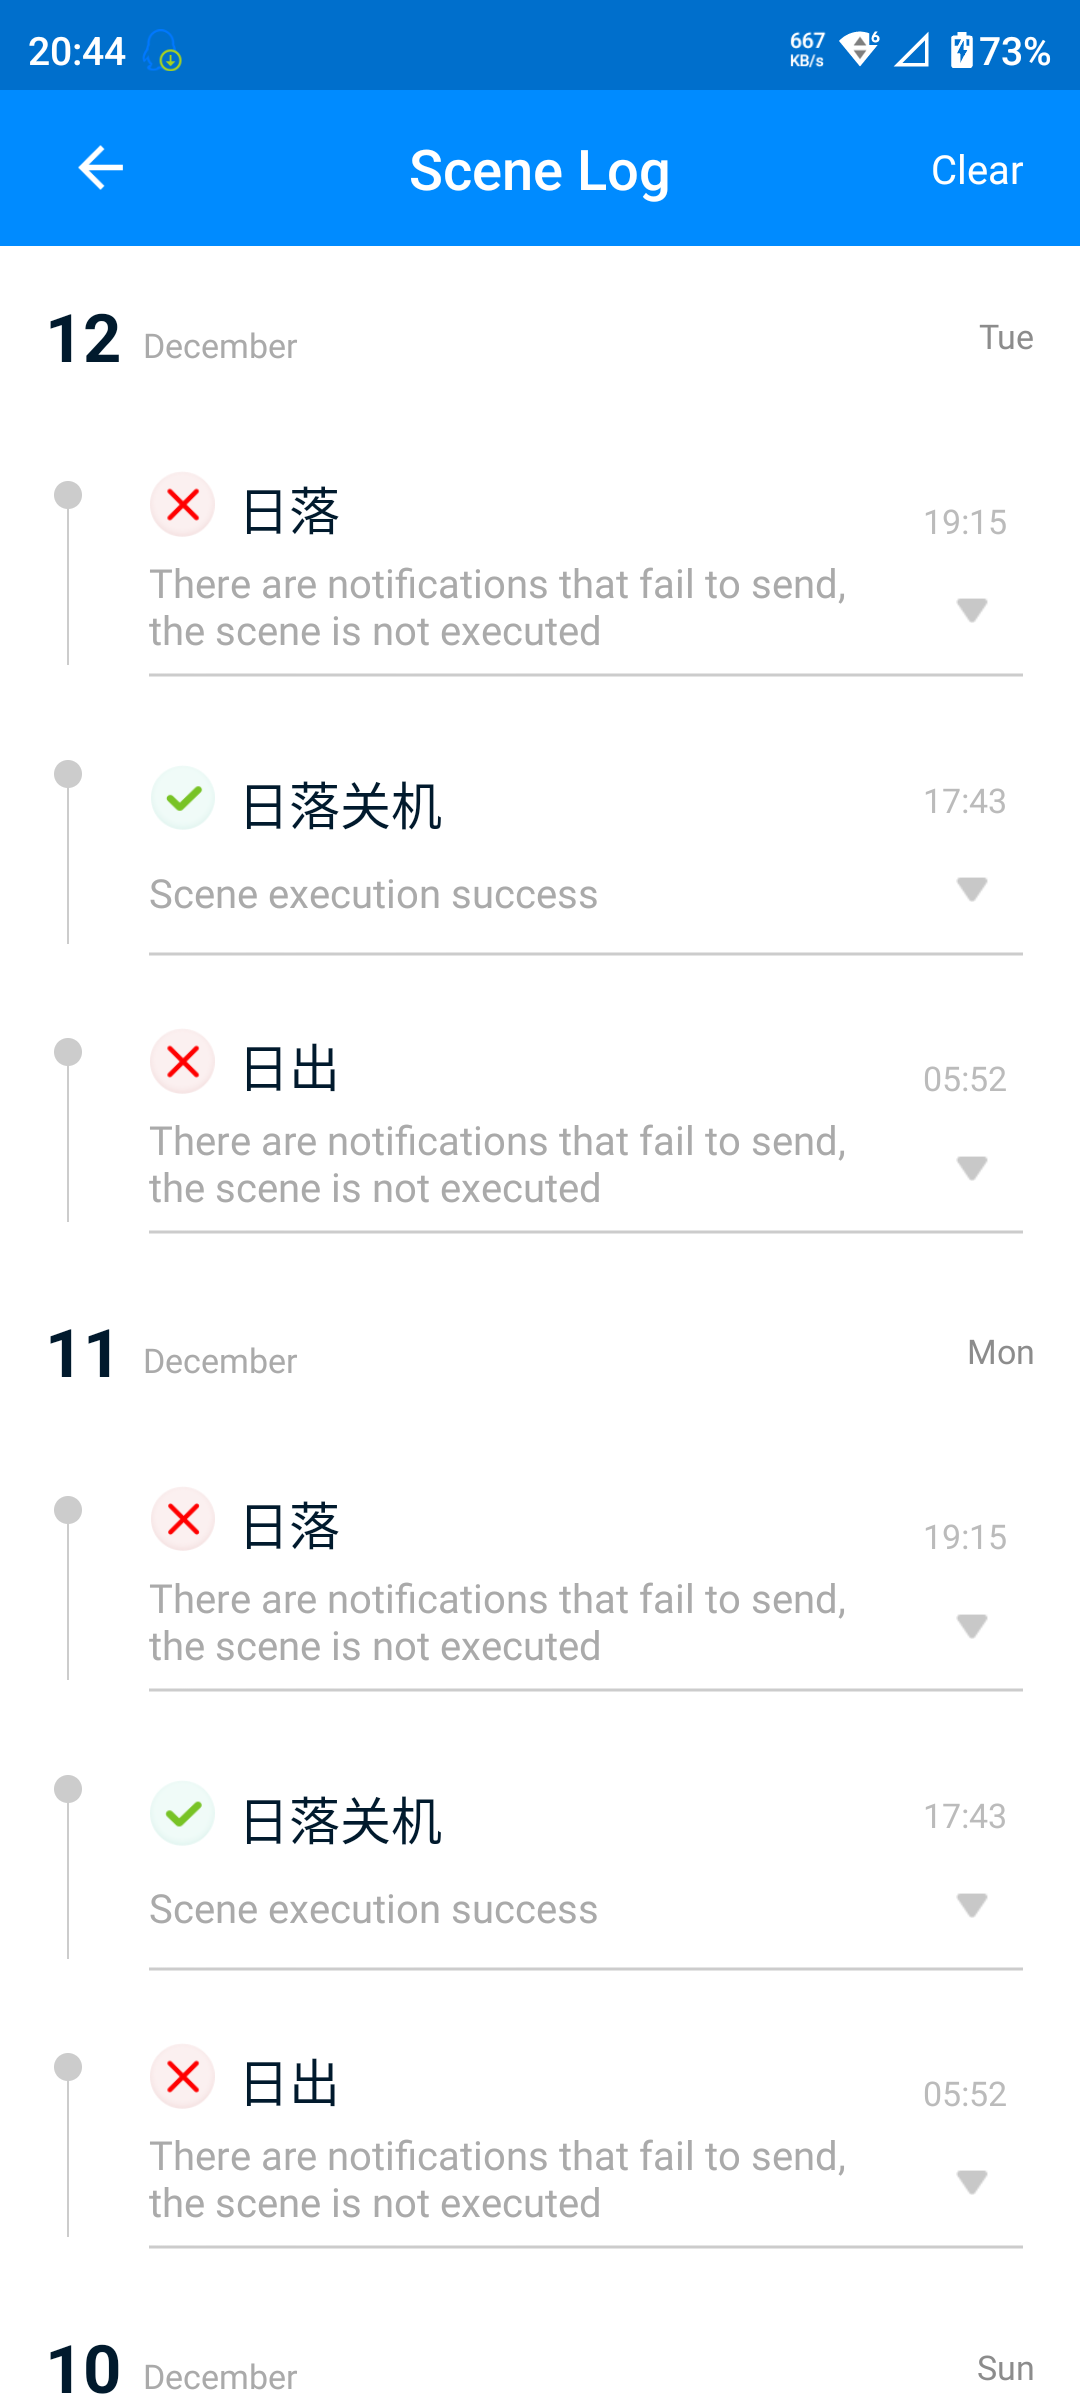 20:44
667
KB/s
6
73%
Scene Log
Clear
12 December
Tue
日落
19:15
There are notifications that fail to send,
the scene is not executed
日落关机
17:43
Scene execution success
日出
05:52
There are notifications that fail to send,
the scene is not executed
11 December
Mon
日落
19:15
There are notifications that fail to send,
the scene is not executed
日落关机
17:43
Scene execution success
日出
05:52
There are notifications that fail to send,
the scene is not executed
10 December
Sun